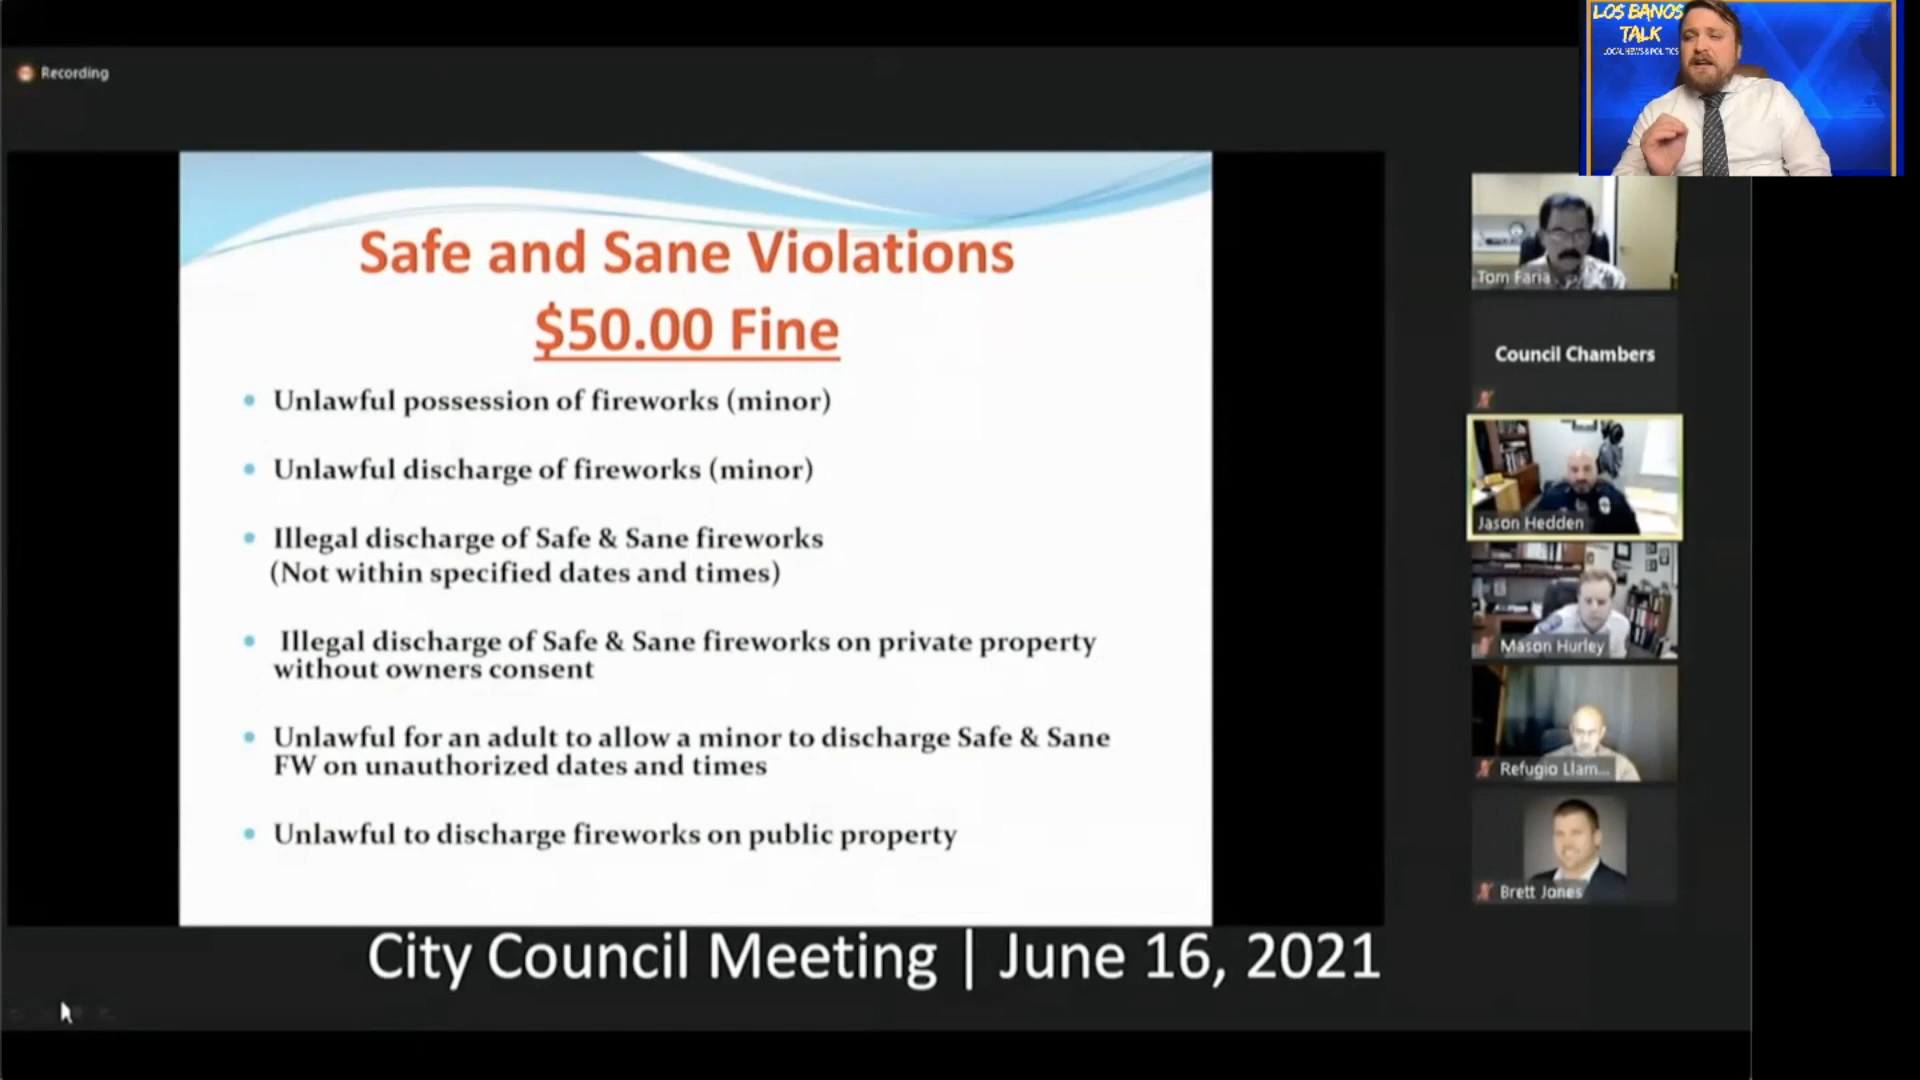 LOS BANOS
TALK
LOCAL NEWS & POLITICS
Recording
Safe and Sane Violations
$50.00 Fine
• Unlawful possession of fireworks (minor)
• Unlawful discharge of fireworks (minor)
• Illegal discharge of Safe & Sane fireworks
(Not within specified dates and times)
• Illegal discharge of Safe & Sane fireworks on private property
without owners consent
• Unlawful for an adult to allow a minor to discharge Safe & Sane
FW on unauthorized dates and times
• Unlawful to discharge fireworks on public property
Tom Faria
Council Chambers
Jason Hedden
Mason Hurley
Refugio Llam...
Brett Jones
City Council Meeting | June 16, 2021